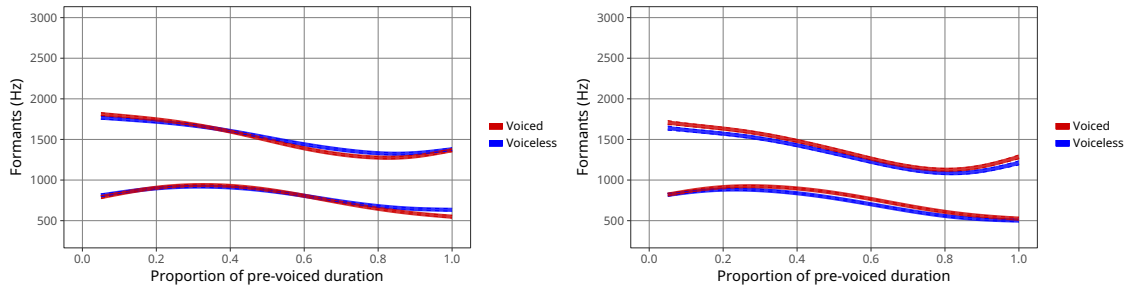 3000
2500
2000
1500
1000
500
Formants (Hz)
0.0 0.2 0.4 0.6 0.8 1.0
Proportion of pre-voiced duration
Voiced
Voiceless
3000
2500
2000
1500
1000
500
Formants (Hz)
0.0 0.2 0.4 0.6 0.8 1.0
Proportion of pre-voiced duration
Voiced
Voiceless